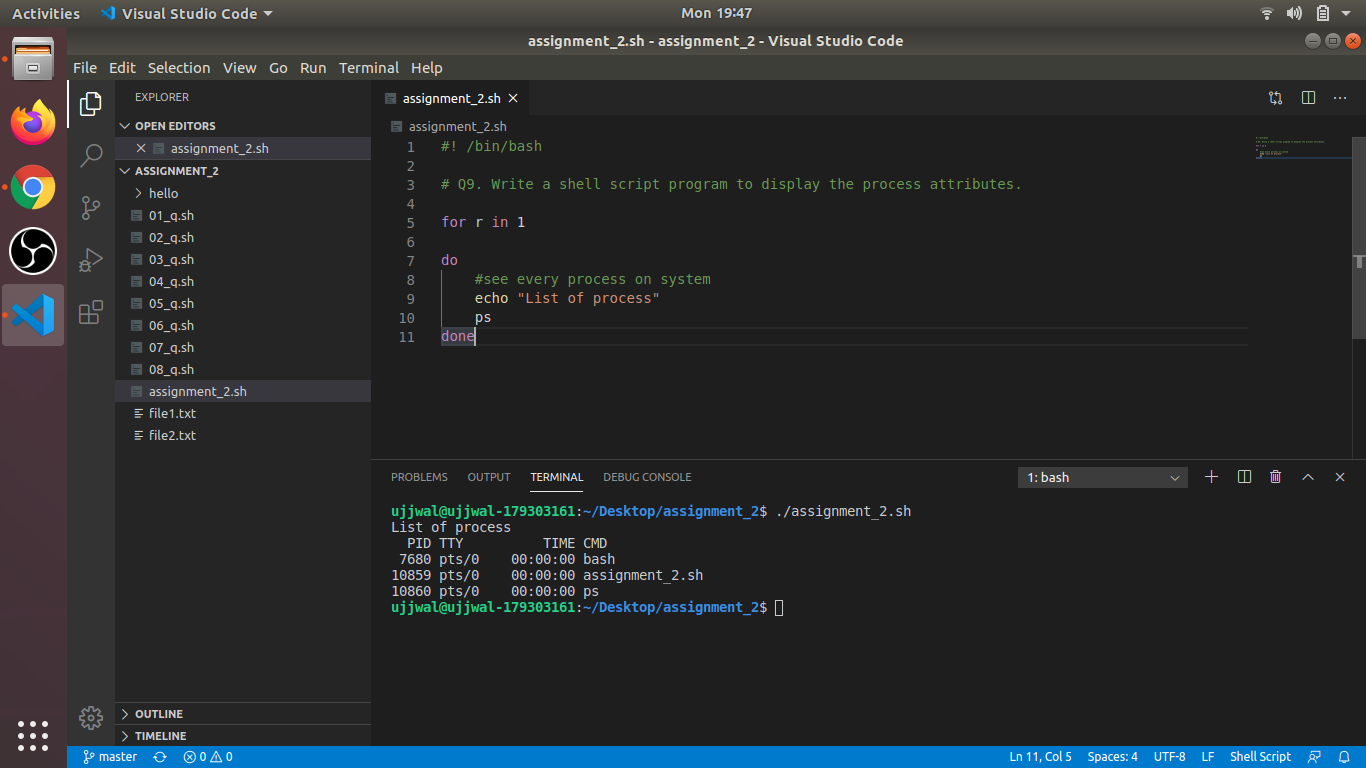 Activities Visual Studio Code Mon 19:47
assignment_2.sh - assignment_2 - Visual Studio Code
File Edit Selection View Go Run Terminal Help
EXPLORER
OPEN EDITORS
assignment_2.sh
ASSIGNMENT_2
hello
01_q.sh
02_q.sh
03_q.sh
04_q.sh
05_q.sh
06_q.sh
07_q.sh
08_q.sh
assignment_2.sh
file1.txt
file2.txt
OUTLINE
TIMELINE
assignment_2.sh
assignment_2.sh
1 #! /bin/bash
2
3 # Q9. Write a shell script program to display the process attributes.
4
5 for r in 1
6
7 do
8 #see every process on system
9 echo "List of process"
10 ps
11 done
PROBLEMS OUTPUT TERMINAL DEBUG CONSOLE 1: bash
ujjwal@ujjwal-179303161:~/Desktop/assignment_2$ ./assignment_2.sh
List of process
PID TTY TIME CMD
7680 pts/0 00:00:00 bash
10859 pts/0 00:00:00 assignment_2.sh
10860 pts/0 00:00:00 ps
ujjwal@ujjwal-179303161:~/Desktop/assignment_2$
master 0 0 Ln 11, Col 5 Spaces: 4 UTF-8 LF Shell Script